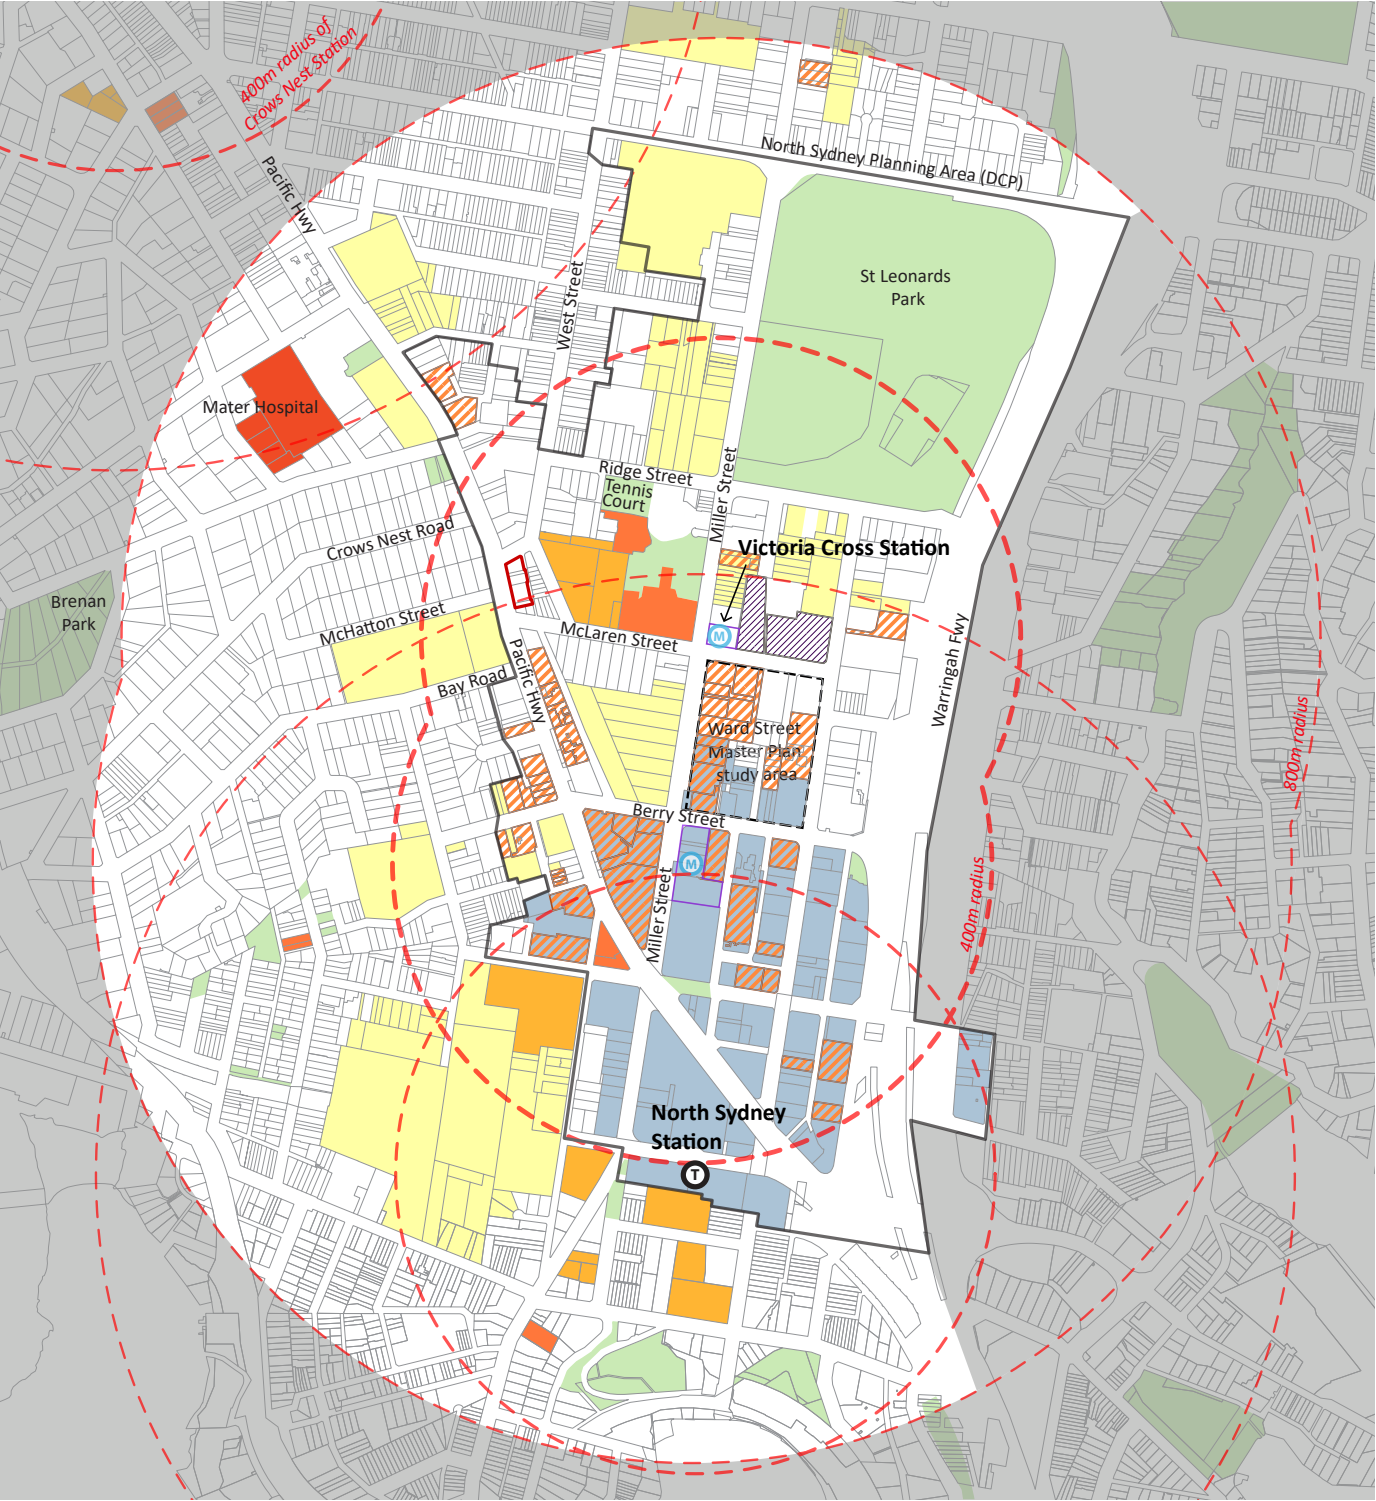 400m radius of
Crows Nest Station
Pacific Hwy
North Sydney Planning Area (DCP)
St Leonards
Park
West Street
Mater Hospital
Ridge Street
Tennis
Court
Miller Street
Crows Nest Road
Victoria Cross Station
Brenan
Park
McHatton Street
McLaren Street
M
Bay Road
Pacific Hwy
Warringah Fwy
800m radius
Ward Street
Master Plan
study area
Berry Street
M
Miller Street
400m radius
North Sydney
Station
T